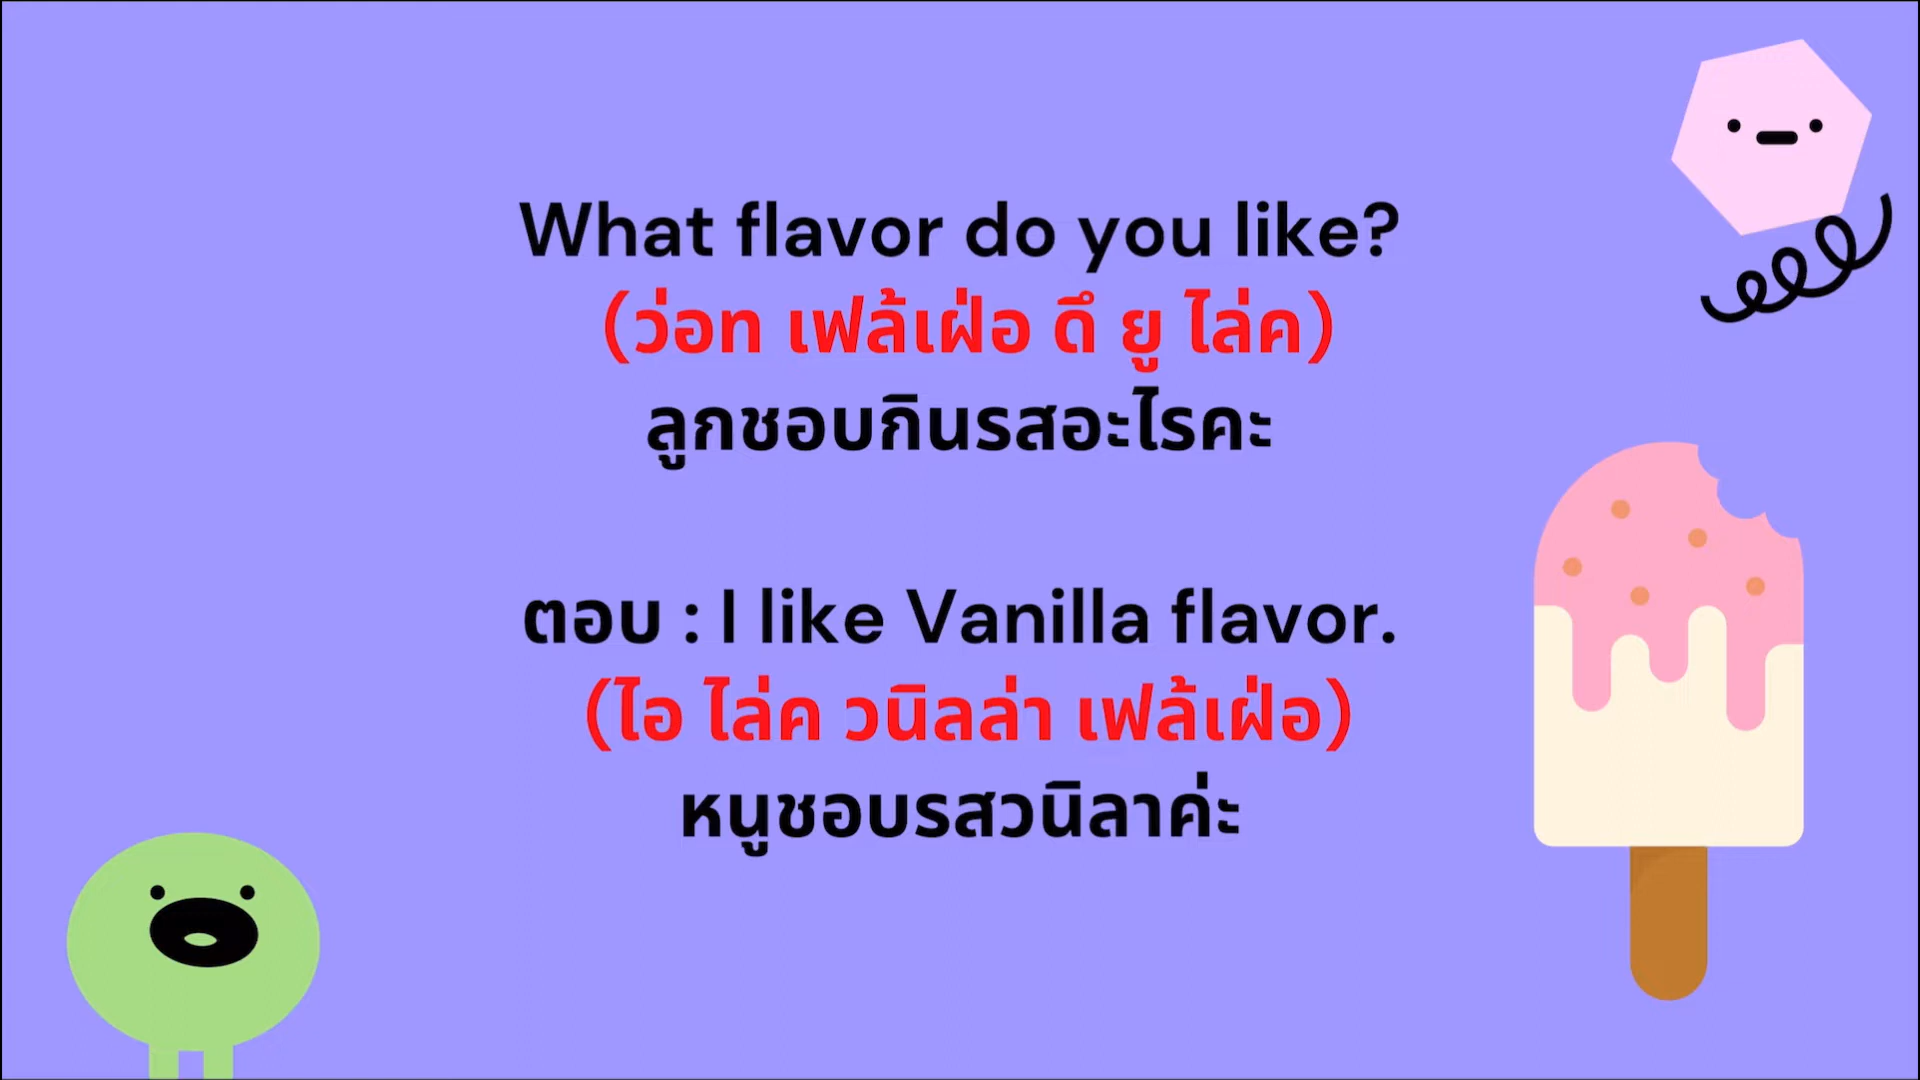 What flavor do you like?
(ว่อท เฟล้เฝ่อ ดึ ยู ไล่ค)
ลูกชอบกินรสอะไรคะ
ตอบ : I like Vanilla flavor.
(ไอ ไล่ค วนิลล่า เฟล้เฝ่อ)
หนูชอบรสวนิลาค่ะ